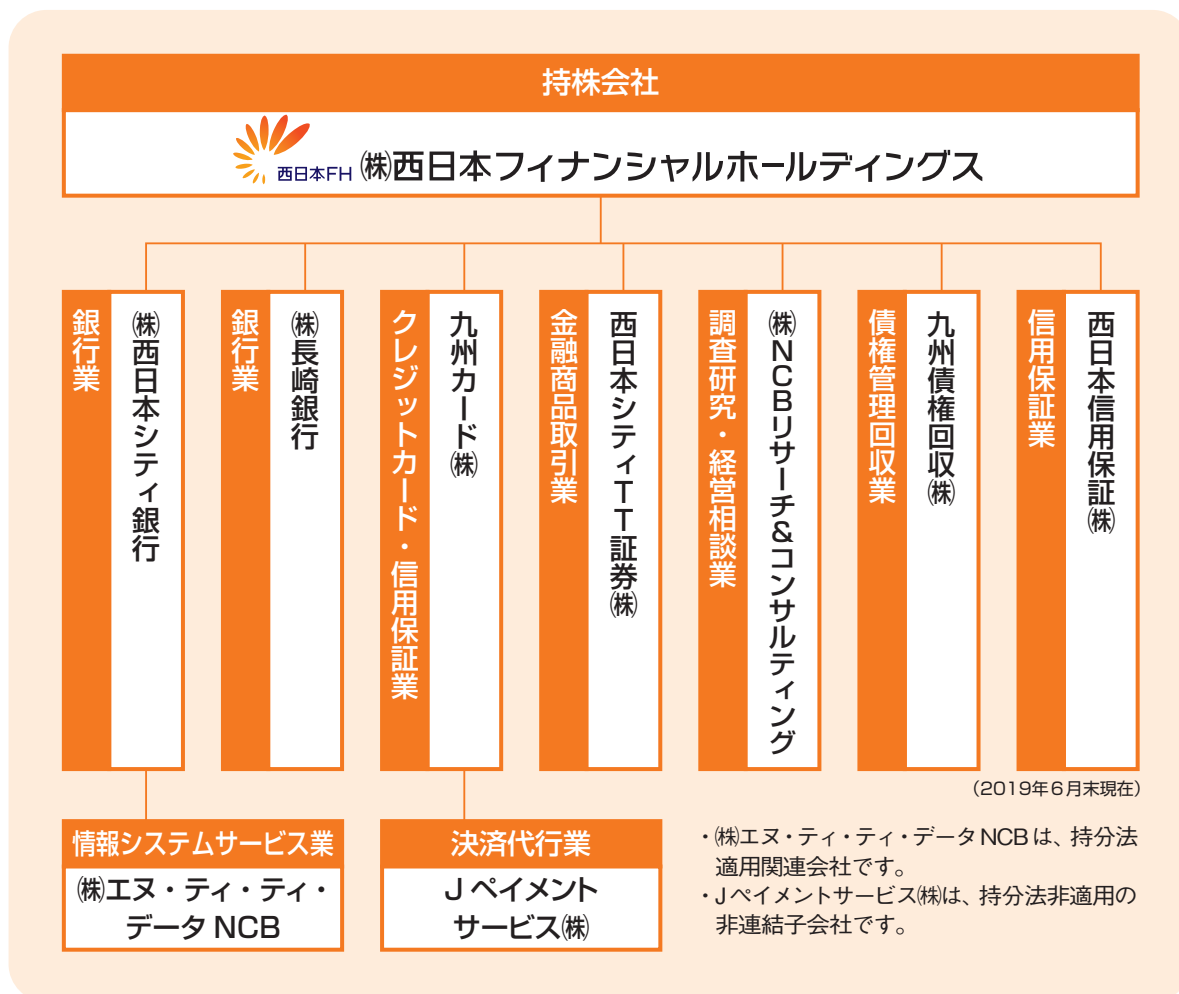 持株会社
西日本FH ㈱西日本フィナンシャルホールディングス
銀行業
㈱西日本シティ銀行
銀行業
㈱長崎銀行
クレジットカード・信用保証業
九州カード㈱
金融商品取引業
西日本シティTT証券㈱
調査研究・経営相談業
㈱NCBリサーチ&コンサルティング
債権管理回収業
九州債権回収㈱
信用保証業
西日本信用保証㈱
(2019年6月末現在)
情報システムサービス業
㈱エヌ・ティ・ティ・
データNCB
決済代行業
Jペイメント
サービス㈱
・㈱エヌ・ティ・ティ・データNCBは、持分法
適用関連会社です。
・Jペイメントサービス㈱は、持分法非適用の
非連結子会社です。